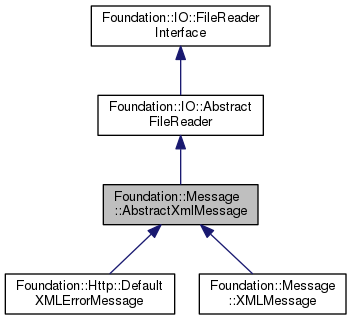 Foundation::IO::FileReader
Interface
Foundation::IO::Abstract
FileReader
Foundation::Message
::AbstractXmlMessage
Foundation::Http::Default
XMLErrorMessage
Foundation::Message
::XMLMessage